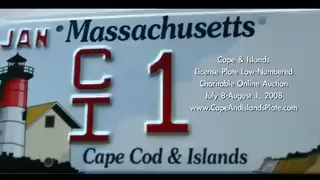 JAN
Massachusetts
CI 1
Cape Cod & Islands
Cape & Islands
License Plate Low-Numbered
Charitable Online Auction
July 8-August 1, 2008
www.CapeAndIslandsPlate.com